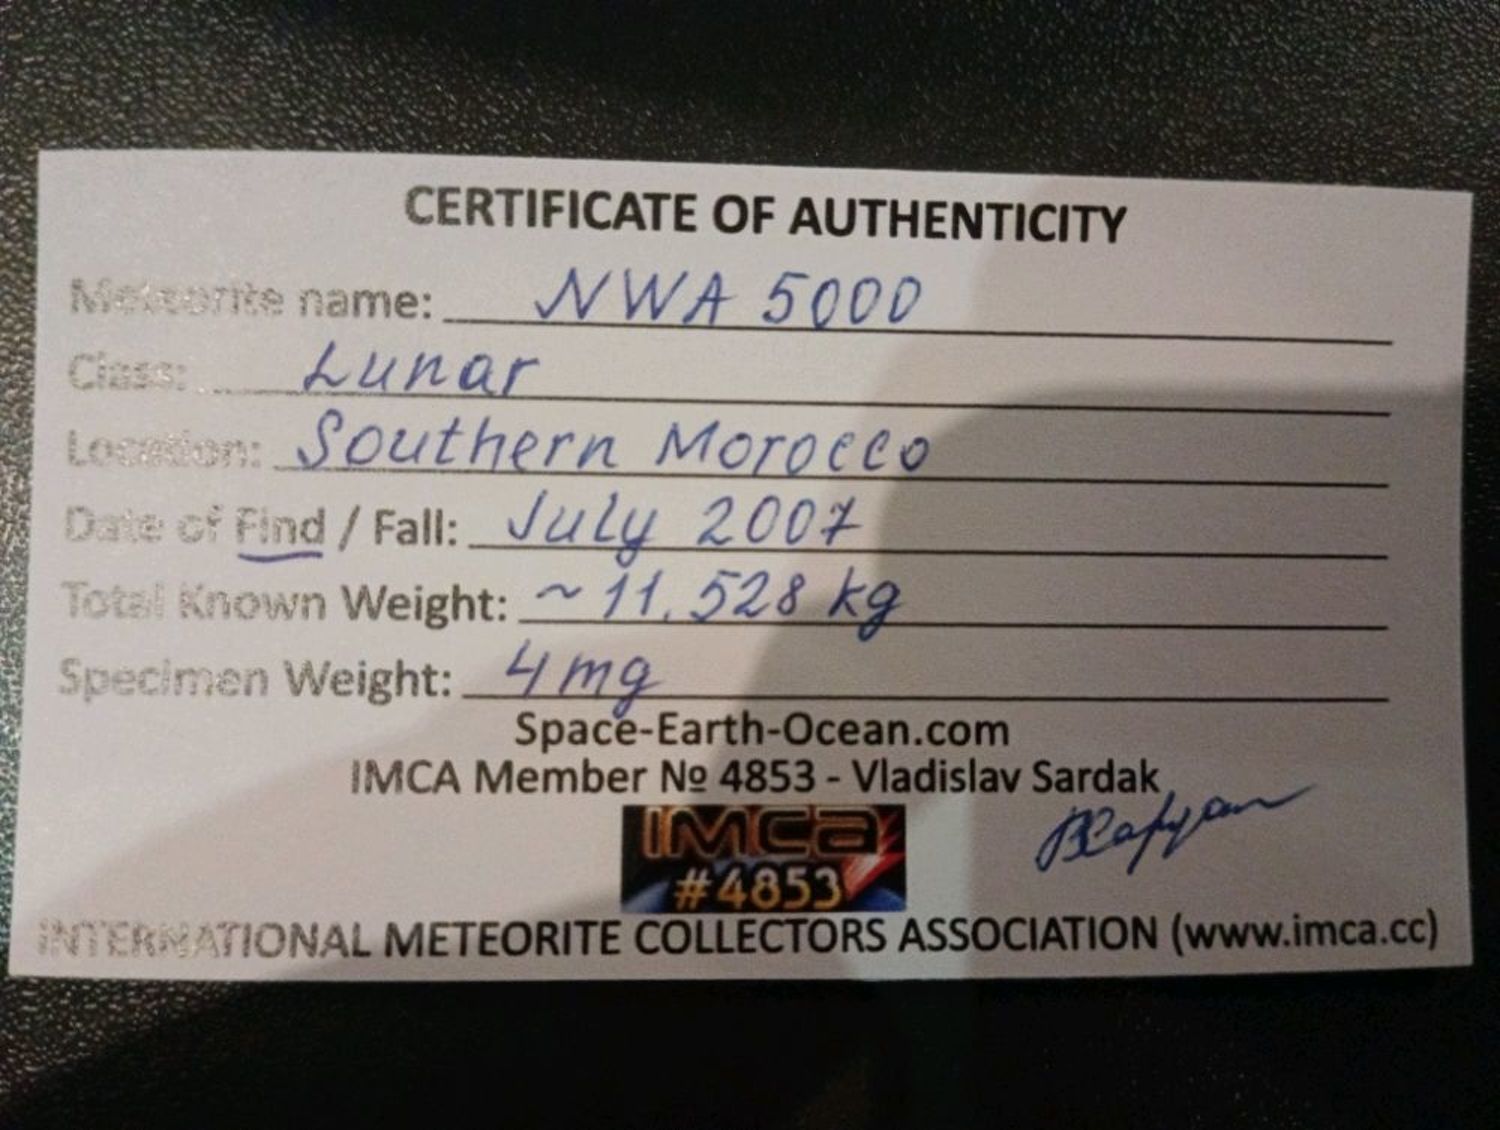 CERTIFICATE OF AUTHENTICITY
Meteorite name: NWA 5000
Class: Lunar
Location: Southern Morocco
Date of Find / Fall: July 2007
Total Known Weight: ~11.528 kg
Specimen Weight: 4mg
Space-Earth-Ocean.com
IMCA Member № 4853 - Vladislav Sardak
IMCa
#4853
INTERNATIONAL METEORITE COLLECTORS ASSOCIATION (www.imca.cc)